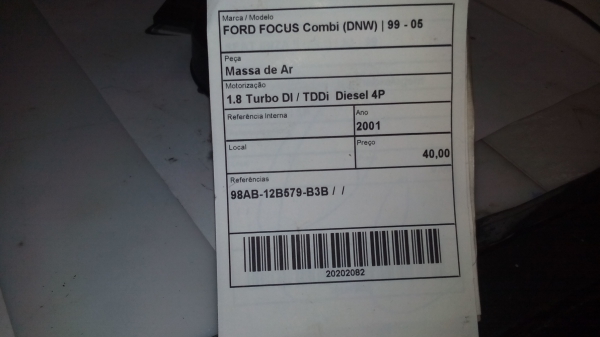 Marca / Modelo
FORD FOCUS Combi (DNW) | 99 - 05
Peça
Massa de Ar
Motorização
1.8 Turbo DI / TDDi Diesel 4P
Referência Interna
Ano
2001
Local
Preço
40,00
Referências
98AB-12B579-B3B / /
20202082